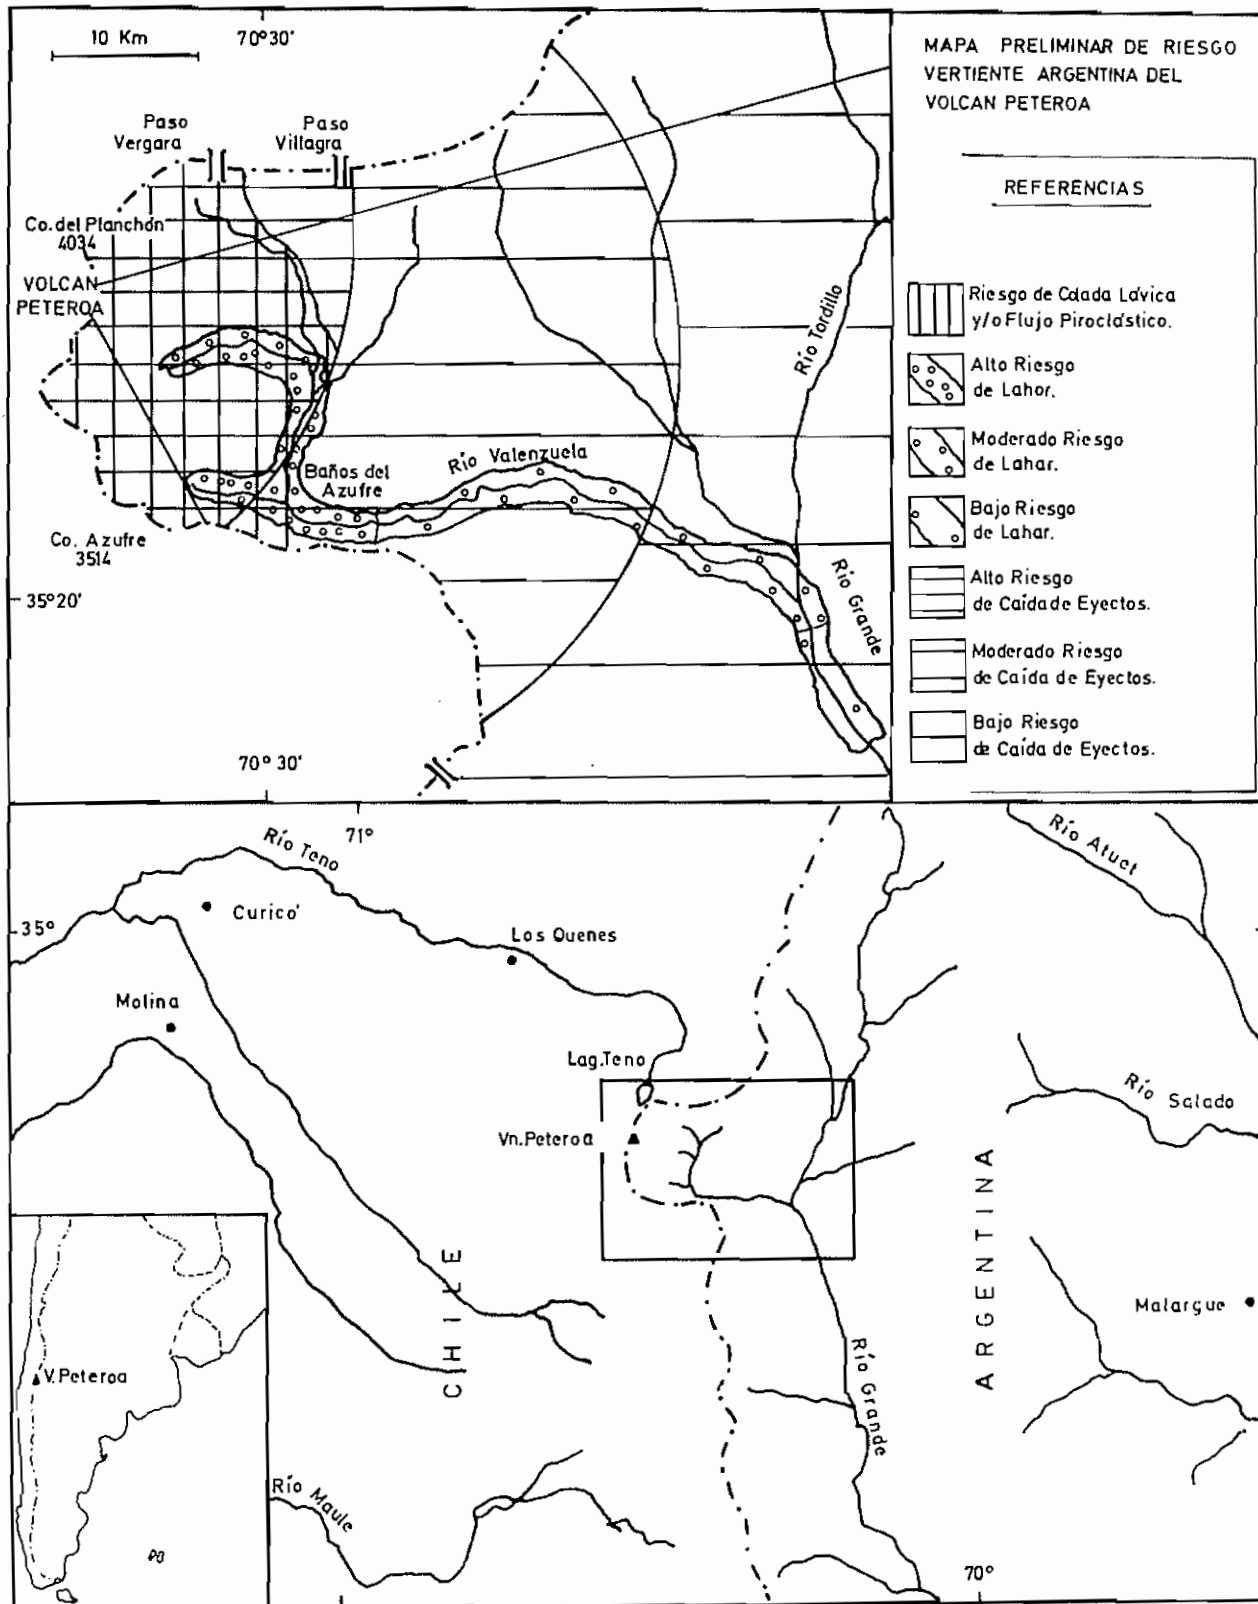 10 Km
70°30'
Paso
Vergara
Paso
Villagra
Co. del Planchón
4034
VOLCAN
PETEROA
Río Tordillo
Río Valenzuela
Baños del
Azufre
Co. Azufre
3514
35°20'
Río Grande
70° 30'
MAPA PRELIMINAR DE RIESGO
VERTIENTE ARGENTINA DEL
VOLCAN PETEROA
REFERENCIAS
Riesgo de Colada Lávica
y/o Flujo Piroclástico.
Alto Riesgo
de Lahar.
Moderado Riesgo
de Lahar.
Bajo Riesgo
de Lahar.
Alto Riesgo
de Caída de Eyectos.
Moderado Riesgo
de Caída de Eyectos.
Bajo Riesgo
de Caída de Eyectos.
71°
Río Teno
Curicó
35°
Los Quenes
Molina
Lag. Teno
Vn. Peteroa
Río Atuel
Río Salado
ARGENTINA
CHILE
Malargue
Río Grande
V. Peteroa
Río Maule
70°